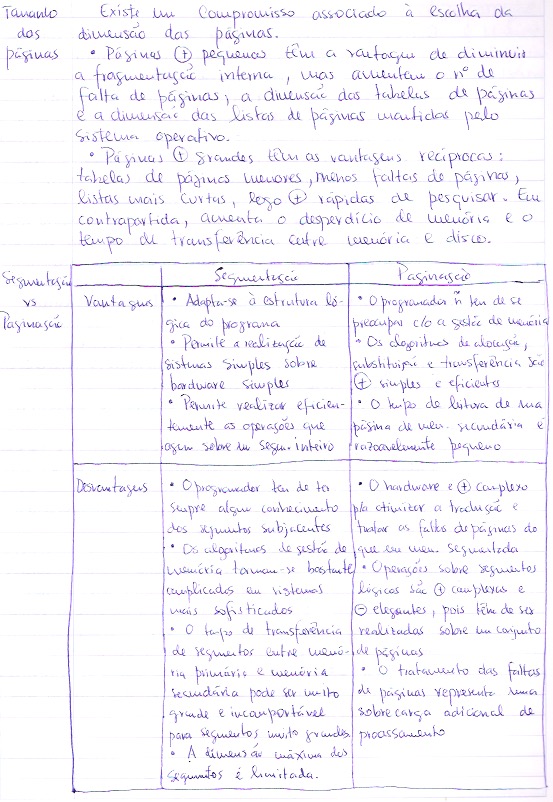 Tamanho dos páginas
Existe um compromisso associado à escolha da
dimensão das páginas.
• Páginas ⊕ pequenas têm a vantagem de diminuir
a fragmentação interna, mas aumentam o nº de
falta de páginas; a dimensão das tabelas de páginas
e a dimensão das listas de páginas mantidas pelo
sistema operativo.
• Páginas ⊕ grandes têm as vantagens recíprocas:
tabelas de páginas menores, menos faltas de páginas,
listas mais curtas, logo ⊕ rápidas de pesquisar. Em
contrapartida, aumenta o desperdício de memória e o
tempo de transferência entre memória e disco.
Segmentação
vs
Paginação
Segmentação
Paginação
Vantagens
• Adapta-se à estrutura ló-
gica do programa
• Permite a realização de
sistemas simples sobre
hardware simples
• Permite realizar eficien-
temente as operações que
agem sobre um segm. inteiro
• O programador ñ tem de se
preocupar c/o a gestão de memória
• Os algoritmos de alocação,
substituição e transferência são
⊕ simples e eficientes
• O tempo de leitura de uma
página de mem. secundária é
razoavelmente pequeno
Desvantagens
• O programador tem de ter
sempre algum conhecimento
dos segmentos subjacentes
• Os algoritmos de gestão de
memória tornam-se bastante
complicados em sistemas
mais sofisticados
• O tempo de transferência
de segmentos entre memó-
ria primária e memória
secundária pode ser muito
grande e incomportável
para segmentos muito grandes
• A dimensão máxima dos
segmentos é limitada.
• O hardware é ⊕ complexo
p/a otimizar a tradução e
tratar as faltas de páginas do
que em mem. segmentada
• Operações sobre segmentos
lógicos são ⊕ complexas e
⊖ elegantes, pois têm de ser
realizadas sobre um conjunto
de páginas
• O tratamento das faltas
de páginas representa uma
sobrecarga adicional de
processamento